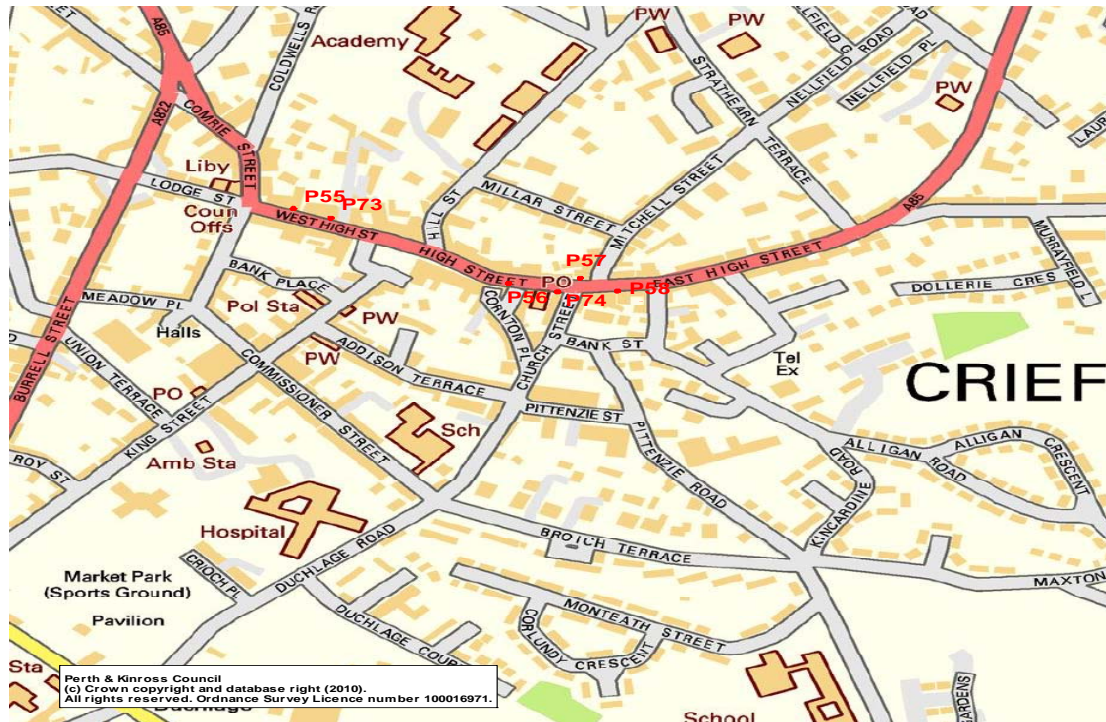 A85
COLDWELLS R
Academy
PW
PW
NELLFIELD ROAD
NELLFIELD PL
PW
LAUR
A822
COMRIE STREET
STRATHEARN TERRACE
Liby
LODGE ST
Coun
Offs
P55
P73
WEST HIGH ST
HILL ST
MILLAR STREET
MITCHELL STREET
A85
HIGH STREET
PO
P57
P56
P74
P58
EAST HIGH STREET
MURRAYFIELD L
DOLLERIE CRES
BANK PLACE
MEADOW PL
Pol Sta
PW
Halls
BURRELL STREET
UNION TERRACE
PW
ADDISON TERRACE
CORNTON PL
CHURCH STREET
BANK ST
Tel
Ex
CRIEF
PO
KING STREET
COMMISSIONER STREET
PITTENZIE ST
PITTENZIE ROAD
Sch
ROY ST
Amb Sta
ALLIGAN ROAD
ALLIGAN
CRESCENT
KINCARDINE ROAD
Hospital
BROICH TERRACE
CRIOCH PL
DUCHLAGE ROAD
MAXTON
Market Park
(Sports Ground)
Pavilion
DUCHLAGE COURT
MONTEATH STREET
CORLUNDY CRESCENT
Sta
Perth & Kinross Council
(c) Crown copyright and database right (2010).
All rights reserved. Ordnance Survey Licence number 100016971.
School
GARDENS